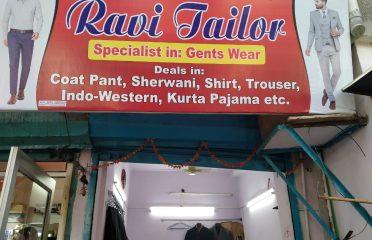 Ravi Tailor
Specialist in: Gents Wear
Deals in:
Coat Pant, Sherwani, Shirt, Trouser,
Indo-Western, Kurta Pajama etc.